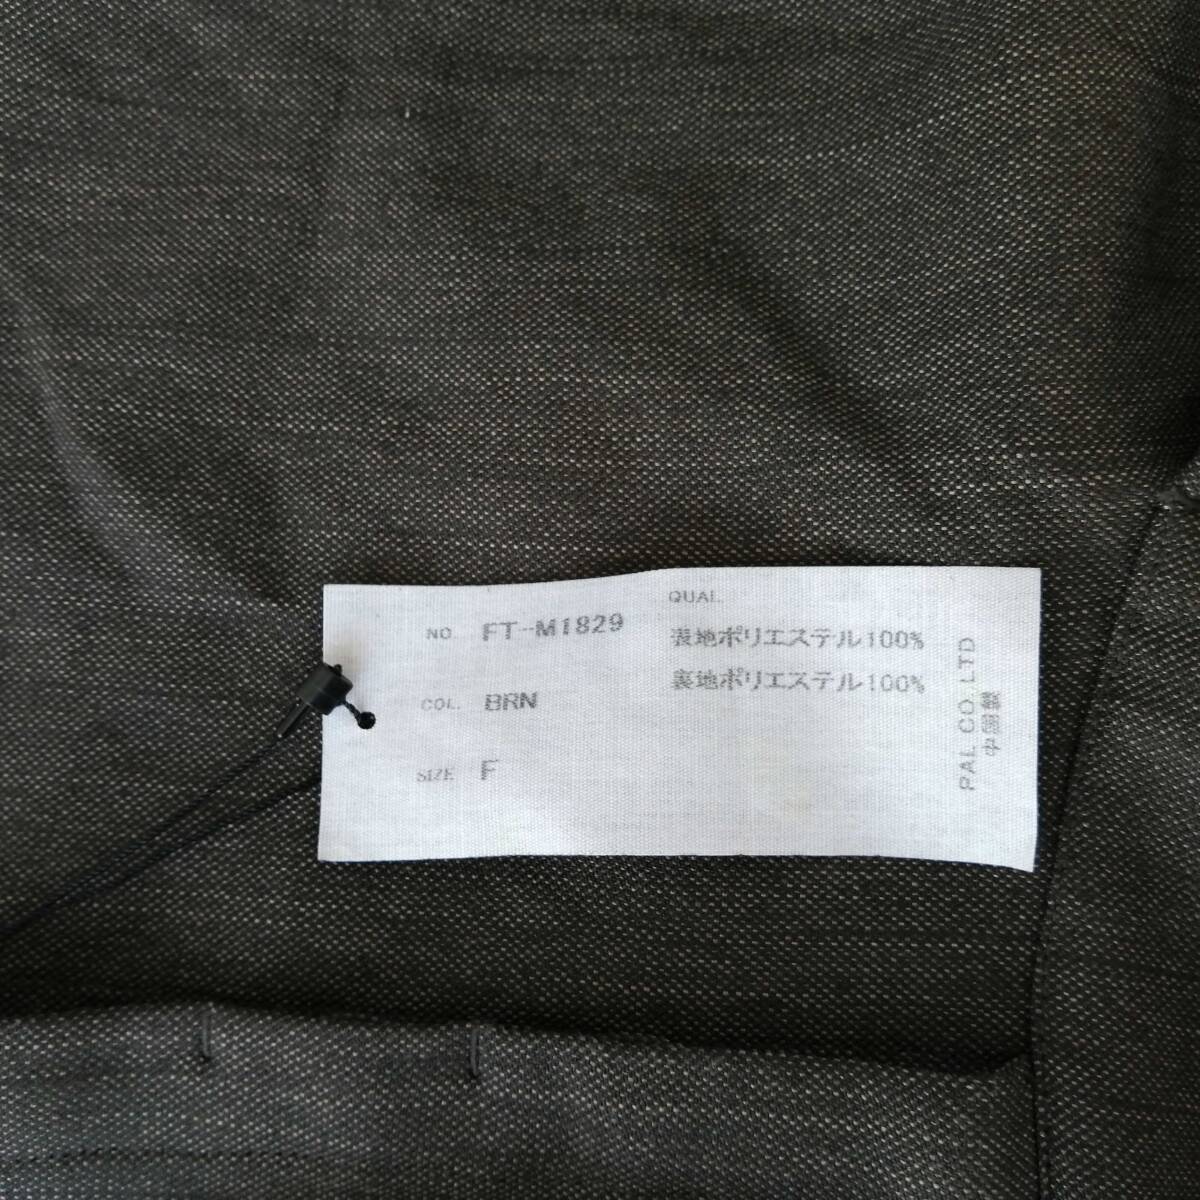 NO. FT-M1829
COL. BRN
SIZE F
QUAL.
表地ポリエステル100%
裏地ポリエステル100%
PAL CO. LTD
中国製